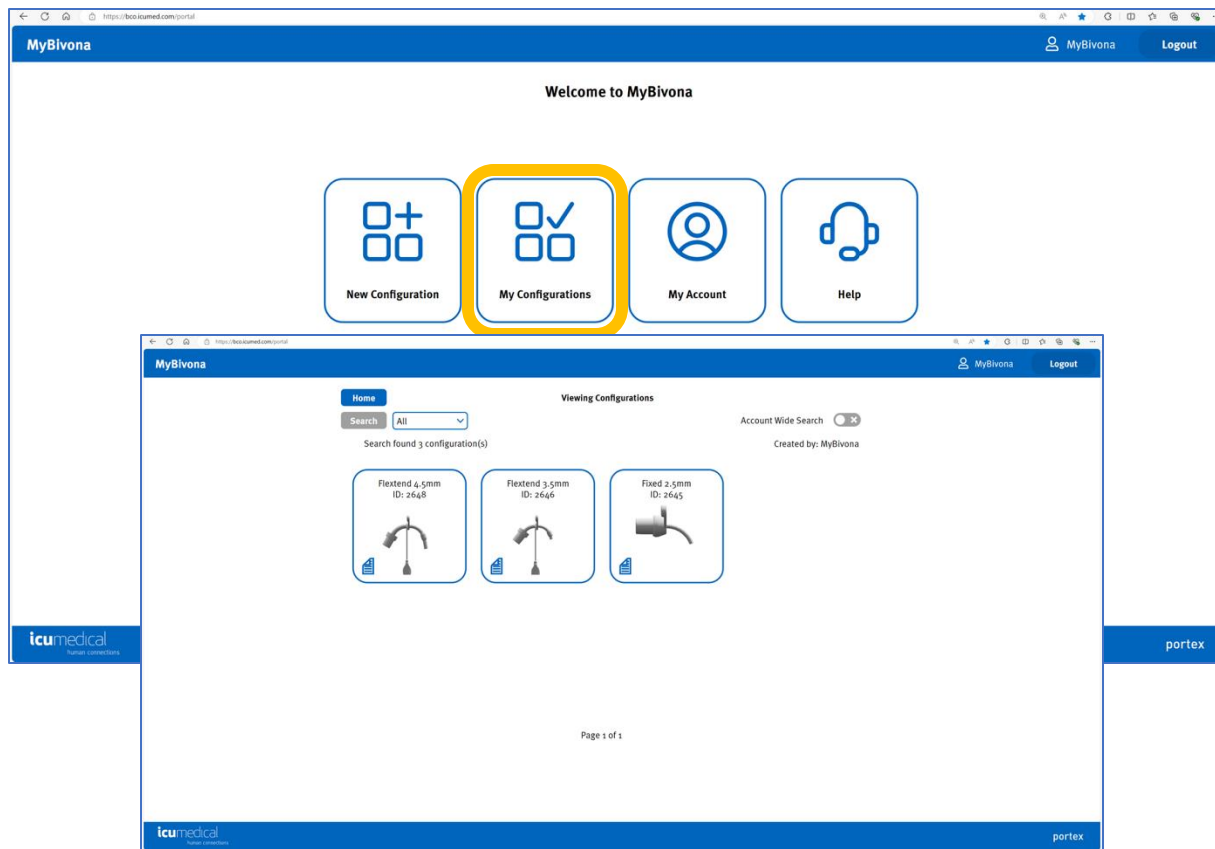 https://bco.icumed.com/portal
MyBivona
MyBivona
Logout
Welcome to MyBivona
New Configuration
My Configurations
My Account
Help
icumedical
human connections
portex
https://bco.icumed.com/portal
MyBivona
MyBivona
Logout
Home
Viewing Configurations
Search
All
Account Wide Search
Search found 3 configuration(s)
Created by: MyBivona
Flextend 4.5mm
ID: 2648
Flextend 3.5mm
ID: 2646
Fixed 2.5mm
ID: 2645
Page 1 of 1
icumedical
human connections
portex